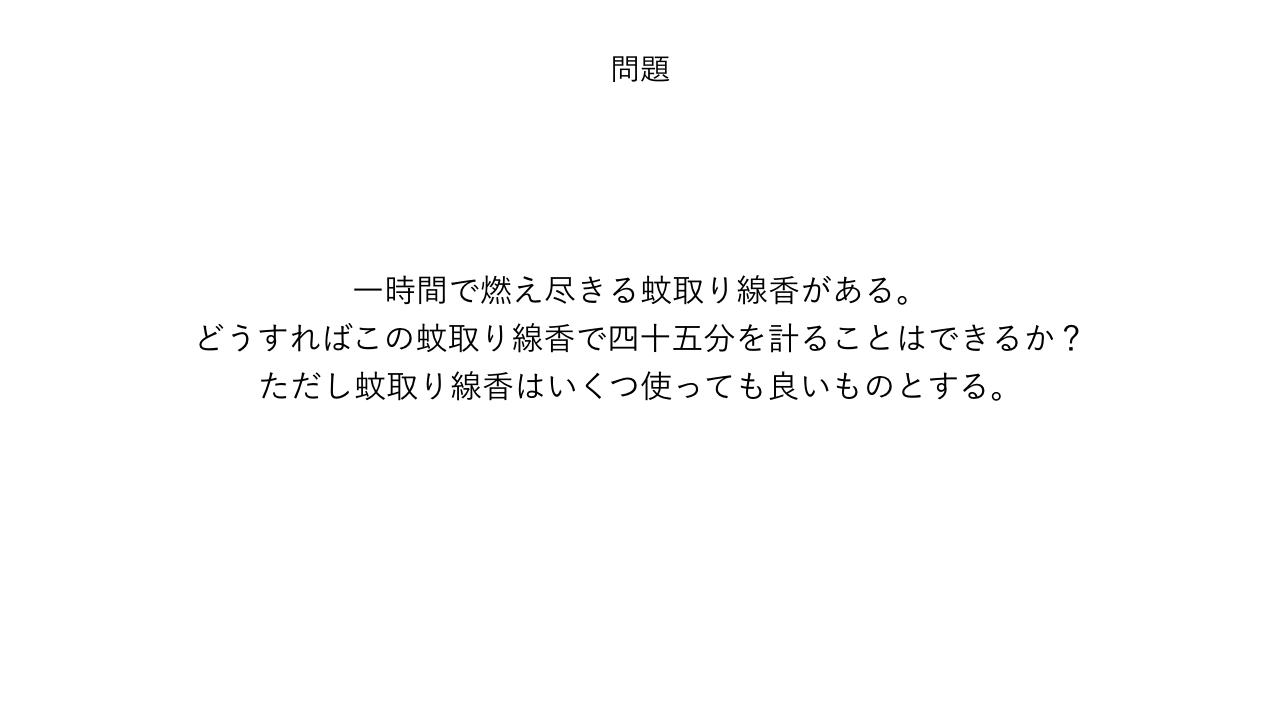 問題
一時間で燃え尽きる蚊取り線香がある。
どうすればこの蚊取り線香で四十五分を計ることはできるか？
ただし蚊取り線香はいくつ使っても良いものとする。